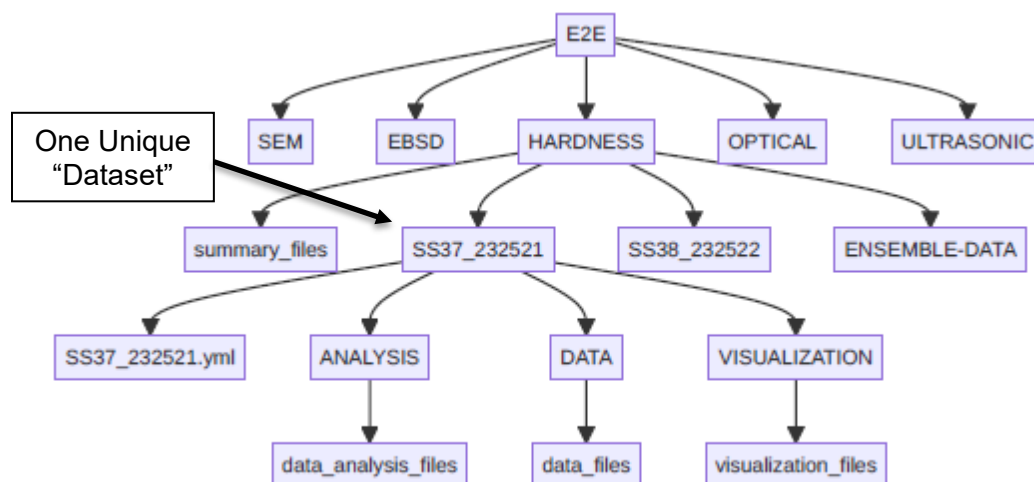 E2E
SEM
EBSD
HARDNESS
OPTICAL
ULTRASONIC
One Unique
“Dataset”
summary_files
SS37_232521
SS38_232522
ENSEMBLE-DATA
SS37_232521.yml
ANALYSIS
DATA
VISUALIZATION
data_analysis_files
data_files
visualization_files